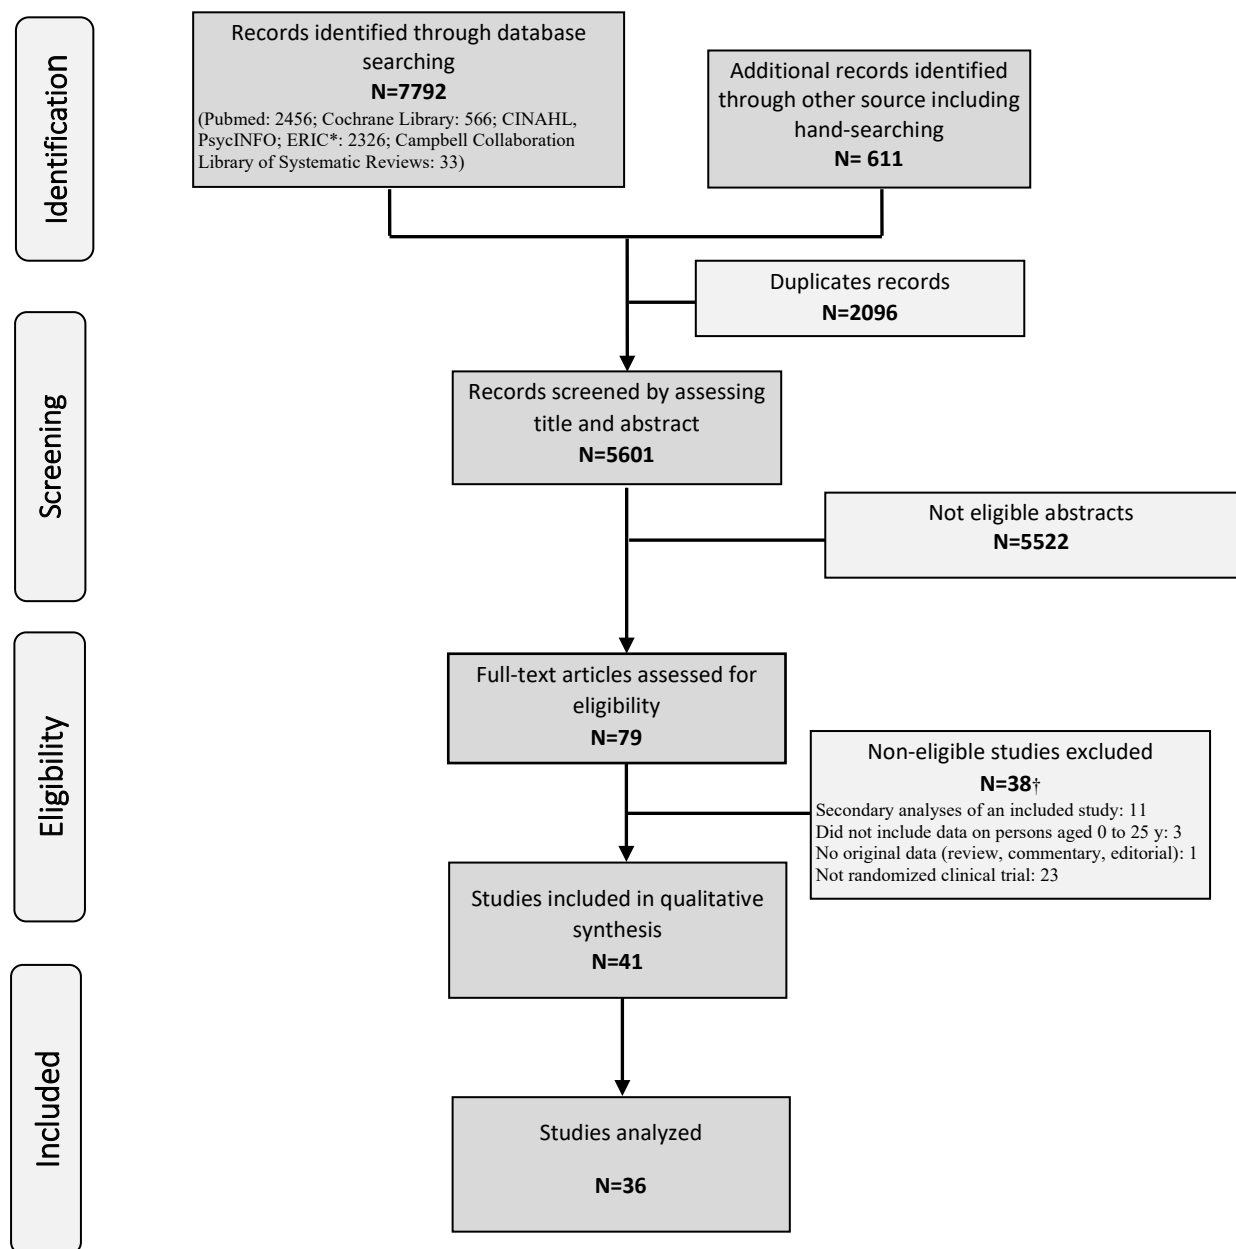 Identification
Records identified through database
searching
N=7792
(Pubmed: 2456; Cochrane Library: 566; CINAHL,
PsycINFO; ERIC*: 2326; Campbell Collaboration
Library of Systematic Reviews: 33)
Additional records identified
through other source including
hand-searching
N= 611
Duplicates records
N=2096
Screening
Records screened by assessing
title and abstract
N=5601
Not eligible abstracts
N=5522
Eligibility
Full-text articles assessed for
eligibility
N=79
Non-eligible studies excluded
N=38†
Secondary analyses of an included study: 11
Did not include data on persons aged 0 to 25 y: 3
No original data (review, commentary, editorial): 1
Not randomized clinical trial: 23
Studies included in qualitative
synthesis
N=41
Included
Studies analyzed
N=36